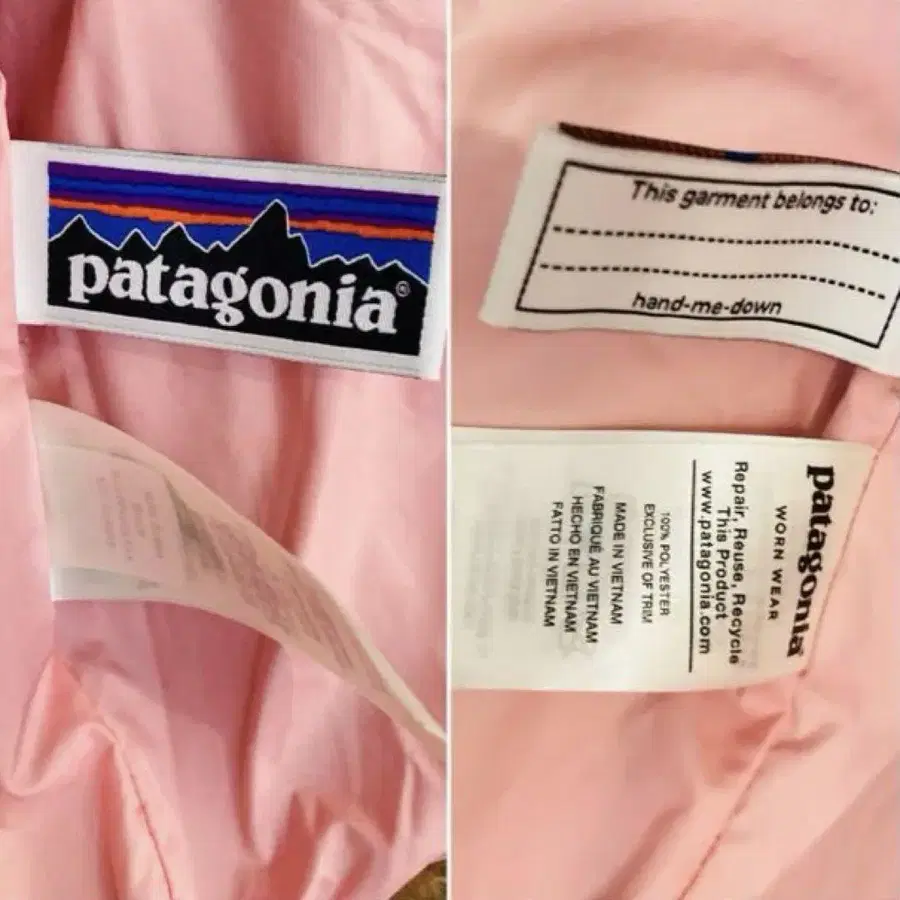 patagonia®
This garment belongs to:
hand-me-down
patagonia®
WORN WEAR
Repair, Reuse, Recycle
This Product
www.patagonia.com
100% POLYESTER
EXCLUSIVE OF TRIM
MADE IN VIETNAM
FABRIQUÉ AU VIETNAM
HECHO EN VIETNAM
FATTO IN VIETNAM